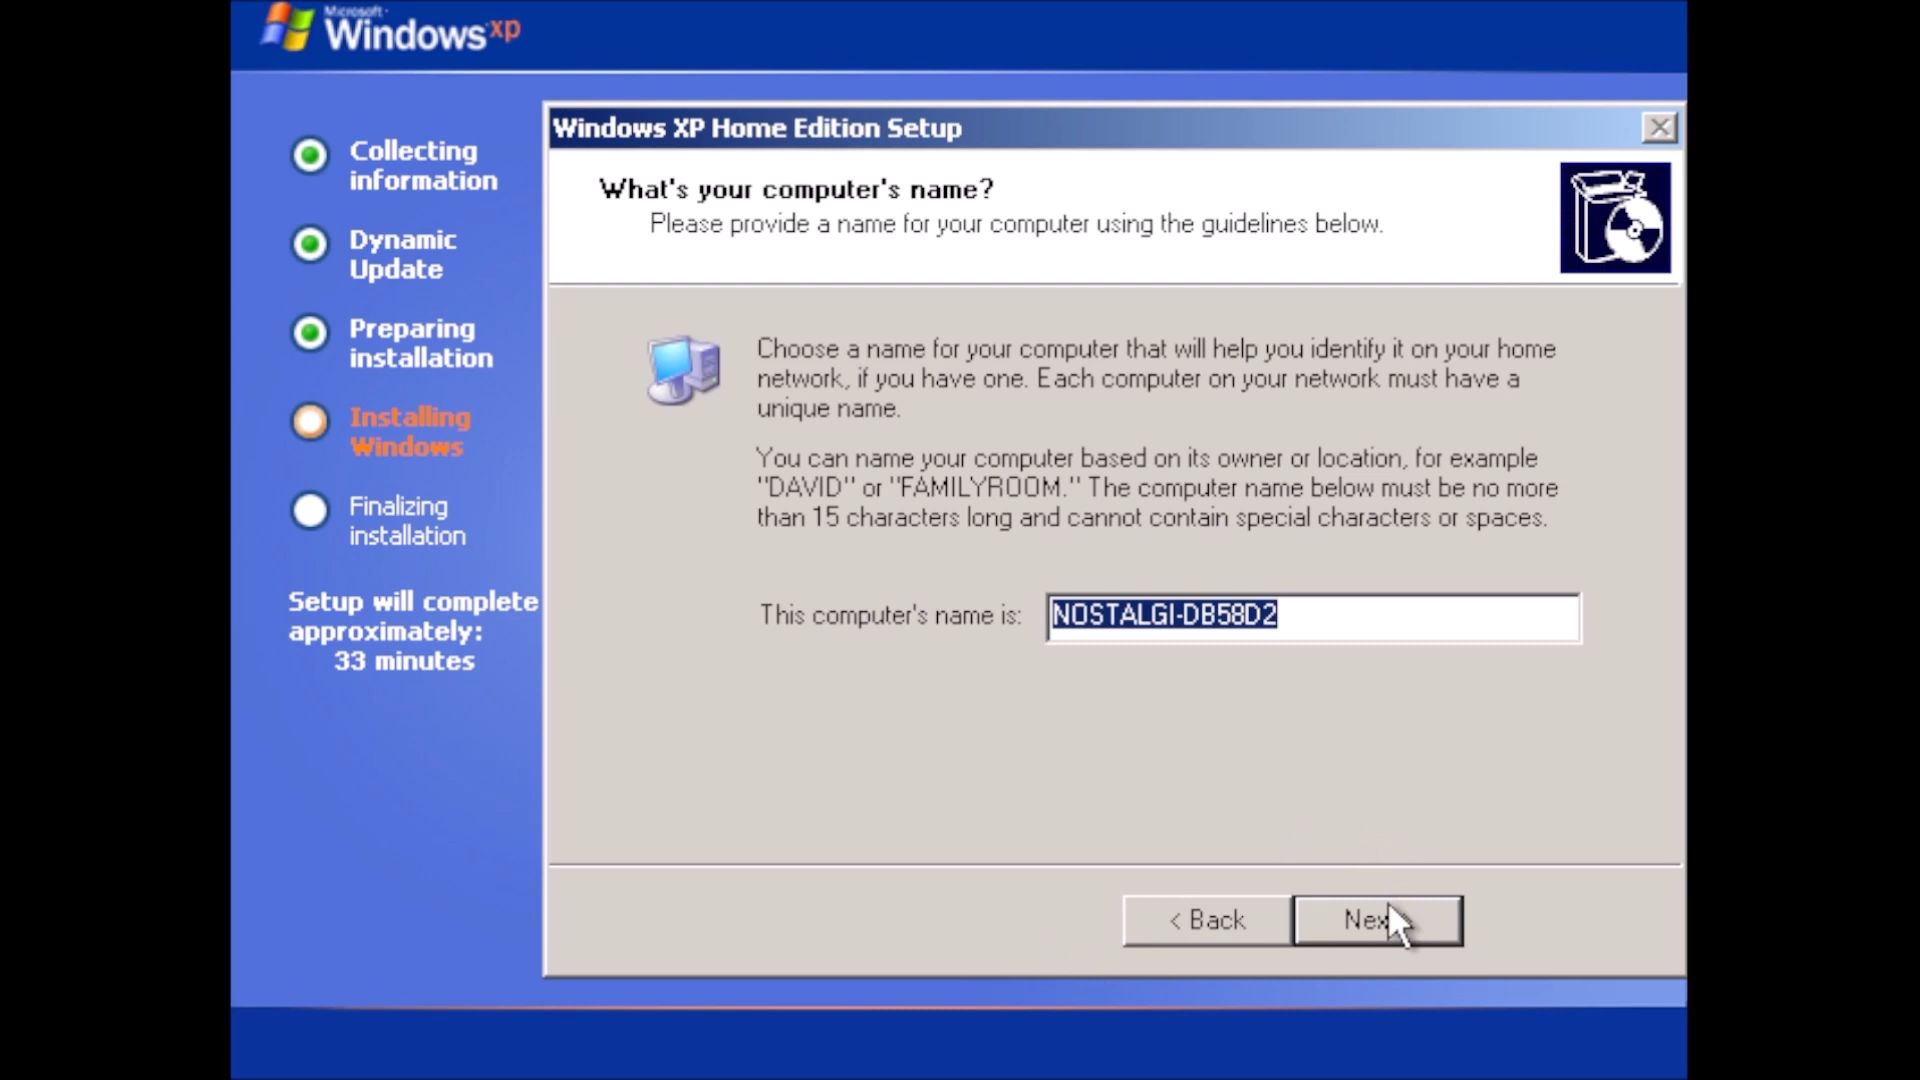 Microsoft
Windows xp
Collecting
information
Dynamic
Update
Preparing
installation
Installing
Windows
Finalizing
installation
Setup will complete
approximately:
33 minutes
Windows XP Home Edition Setup
What's your computer's name?
Please provide a name for your computer using the guidelines below.
Choose a name for your computer that will help you identify it on your home
network, if you have one. Each computer on your network must have a
unique name.
You can name your computer based on its owner or location, for example
"DAVID" or "FAMILYROOM." The computer name below must be no more
than 15 characters long and cannot contain special characters or spaces.
This computer's name is: NOSTALGI-DB58D2
< Back
Nex